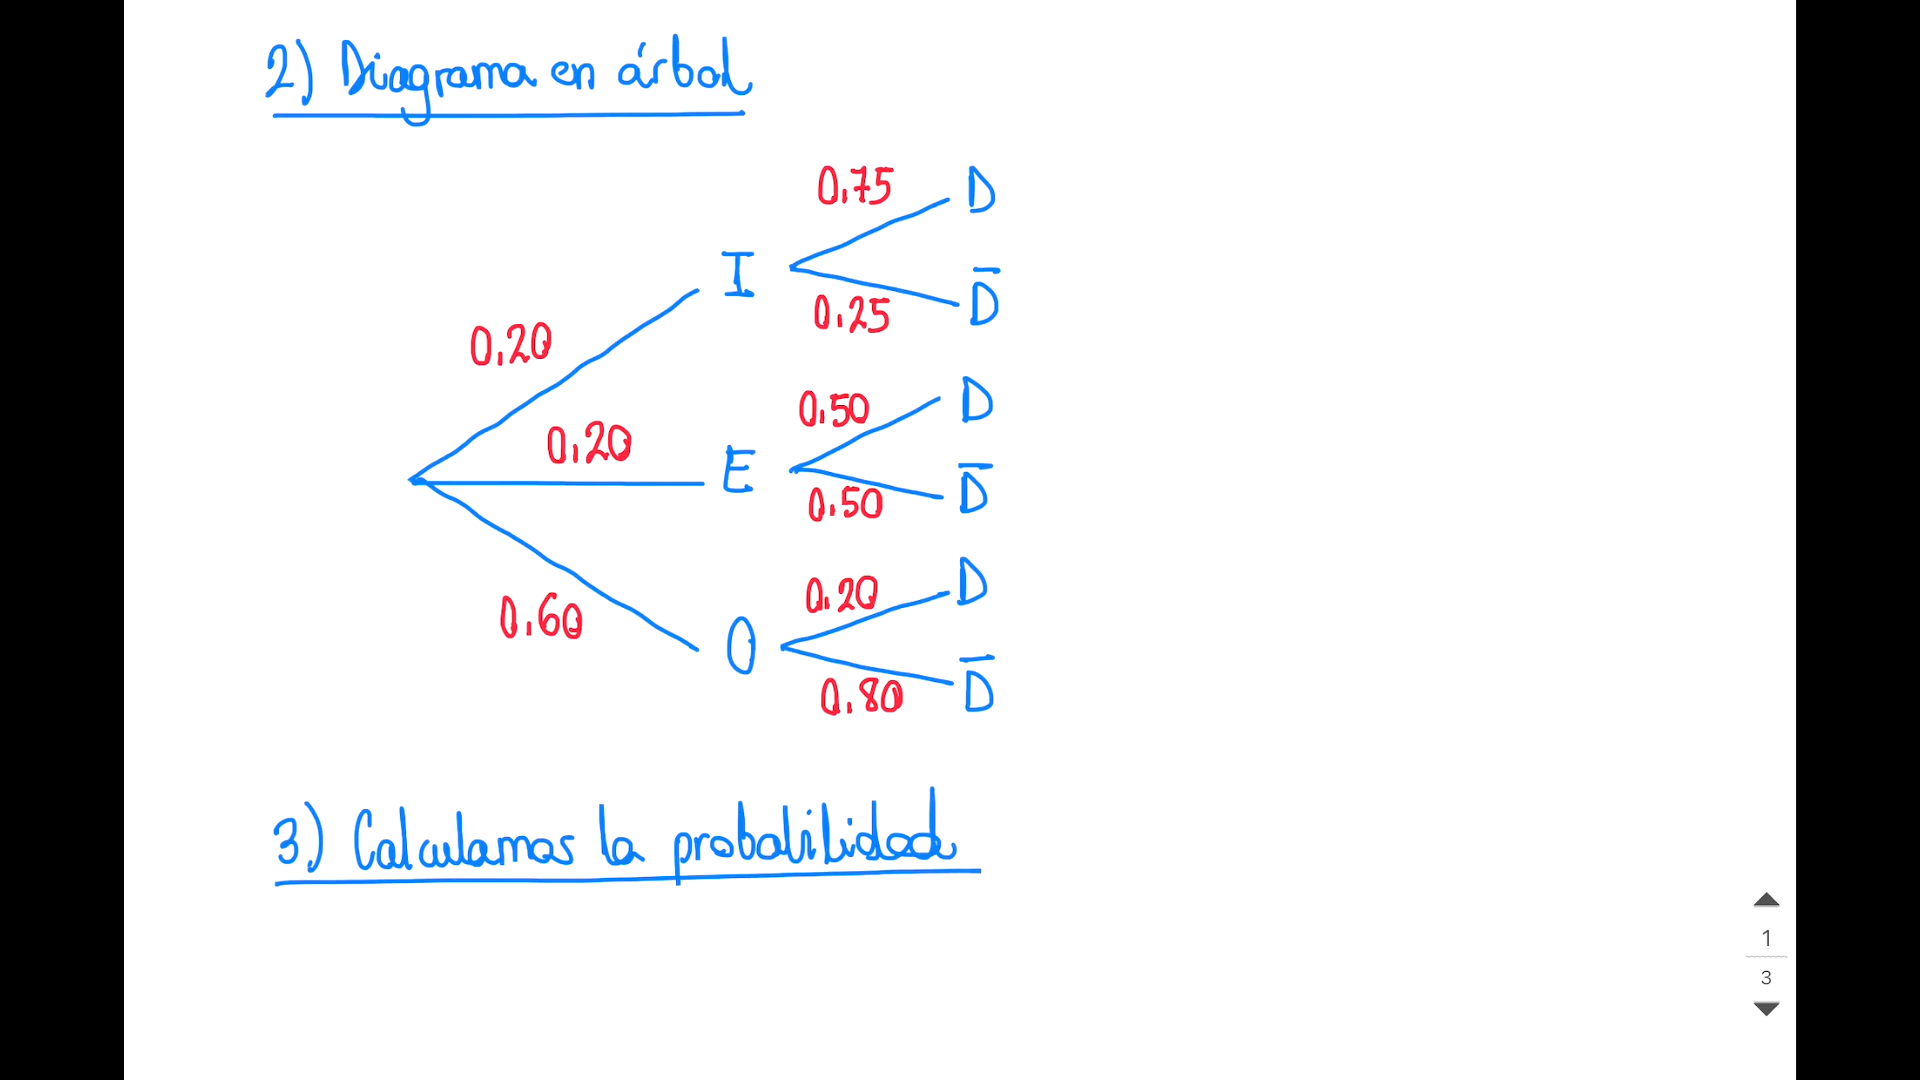 2) Diagrama en árbol
0.75 D
I
0.25 D̅
0.20
0.50 D
0.20 E
0.50 D̅
0.20 D
0.60 O
0.80 D̅
3) Calculamos la probabilidad
1
3